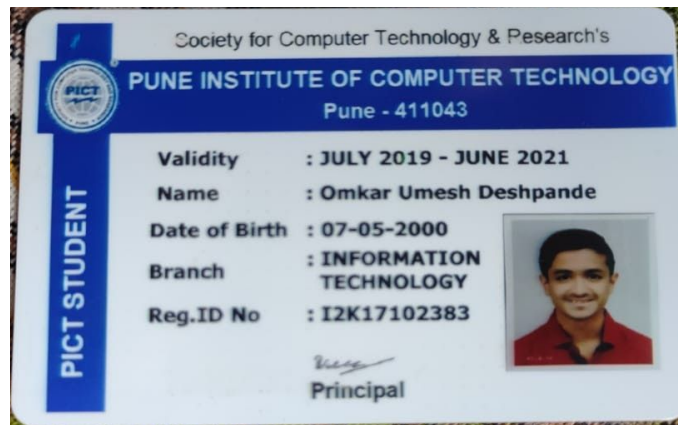 Society for Computer Technology & Research's
PICT
PUNE INSTITUTE OF COMPUTER TECHNOLOGY
Pune - 411043
PICT STUDENT
Validity : JULY 2019 - JUNE 2021
Name : Omkar Umesh Deshpande
Date of Birth : 07-05-2000
Branch : INFORMATION
TECHNOLOGY
Reg.ID No : I2K17102383
Principal